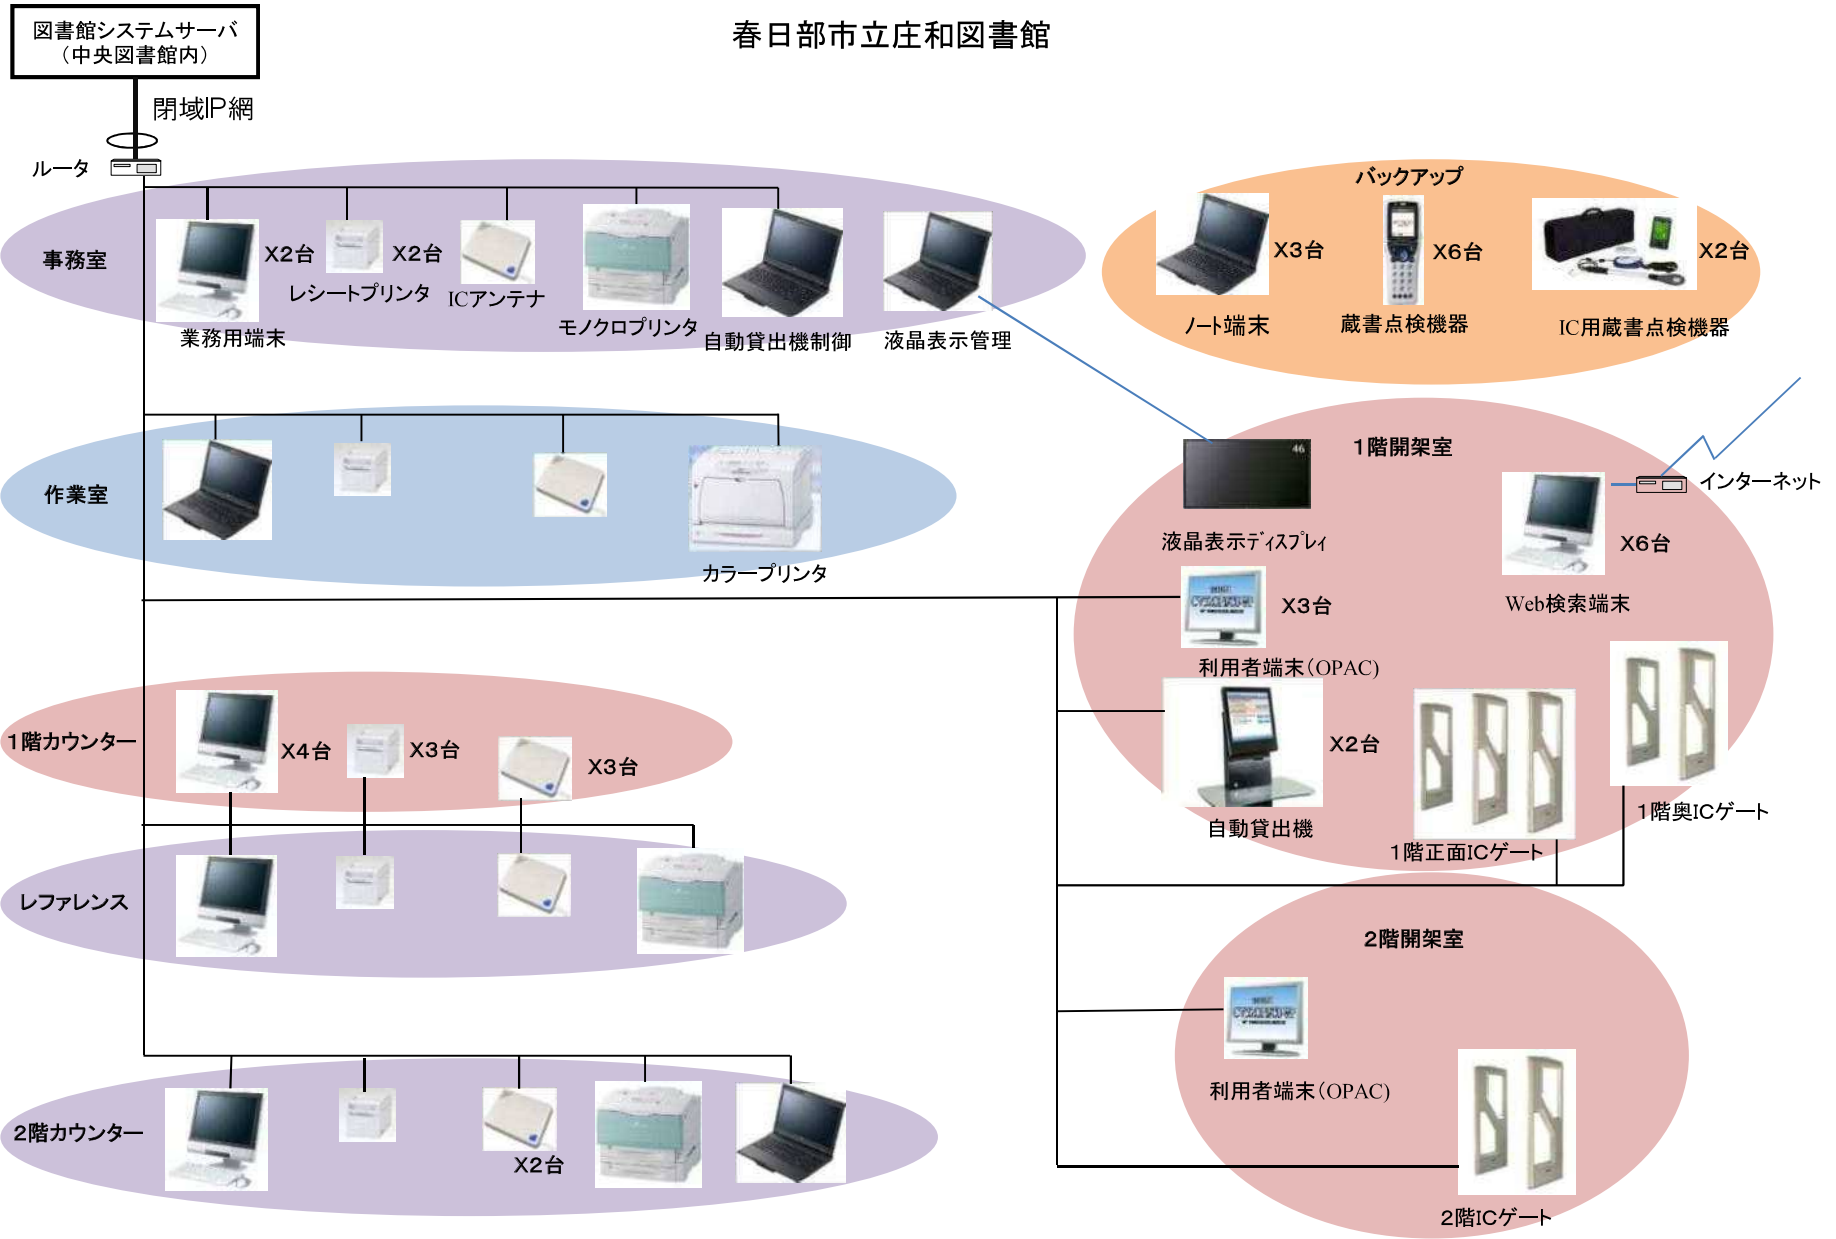 春日部市立庄和図書館
図書館システムサーバ
（中央図書館内）
閉域IP網
ルータ
事務室
X2台
X2台
業務用端末
レシートプリンタ
ICアンテナ
モノクロプリンタ
自動貸出機制御
液晶表示管理
バックアップ
X3台
X6台
X2台
ノート端末
蔵書点検機器
IC用蔵書点検機器
作業室
カラープリンタ
1階開架室
46
インターネット
液晶表示ディスプレィ
X6台
Web検索端末
X3台
利用者端末（OPAC)
X2台
自動貸出機
1階正面ICゲート
1階奥ICゲート
1階カウンター
X4台
X3台
X3台
レファレンス
2階カウンター
X2台
2階開架室
利用者端末（OPAC)
2階ICゲート